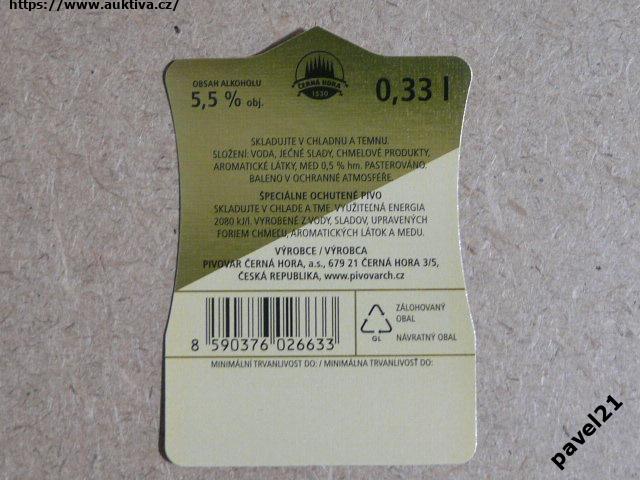 https://www.auktiva.cz/
OBSAH ALKOHOLU
5,5 % obj.
ČERNÁ HORA
1530
0,33 l
SKLADUJTE V CHLADNU A TEMNU.
SLOŽENÍ: VODA, JEČNÉ SLADY, CHMELOVÉ PRODUKTY,
AROMATICKÉ LÁTKY, MED 0,5 % hm. PASTEROVÁNO.
BALENO V OCHRANNÉ ATMOSFÉŘE.
ŠPECIÁLNE OCHUTENÉ PIVO
SKLADUJTE V CHLADE A TME. VYUŽITEĽNÁ ENERGIA
2080 kJ/l. VYROBENÉ Z VODY, SLADOV, UPRAVENÝCH
FORIEM CHMEĽU, AROMATICKÝCH LÁTOK A MEDU.
VÝROBCE / VÝROBCA
PIVOVAR ČERNÁ HORA, a.s., 679 21 ČERNÁ HORA 3/5,
ČESKÁ REPUBLIKA, www.pivovarch.cz
8 590376 026633
GL
ZÁLOHOVANÝ
OBAL
NÁVRATNÝ OBAL
MINIMÁLNÍ TRVANLIVOST DO: / MINIMÁLNA TRVANLIVOSŤ DO:
pavel21